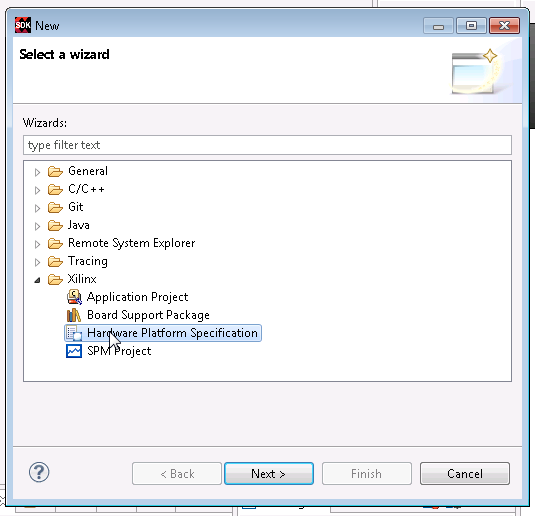 SDK New
Select a wizard
Wizards:
type filter text
General
C/C++
Git
Java
Remote System Explorer
Tracing
Xilinx
Application Project
Board Support Package
Hardware Platform Specification
SPM Project
?
< Back
Next >
Finish
Cancel